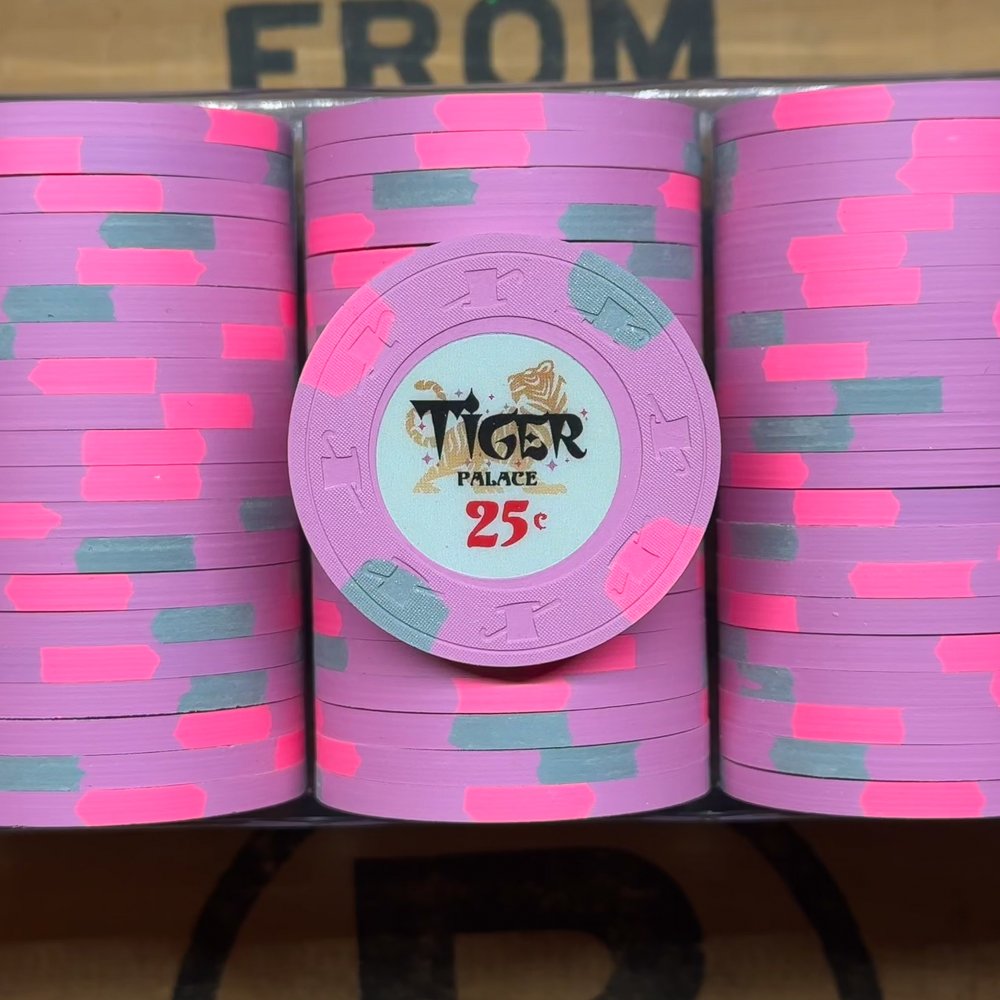 FROM
TIGER
PALACE
25¢
R